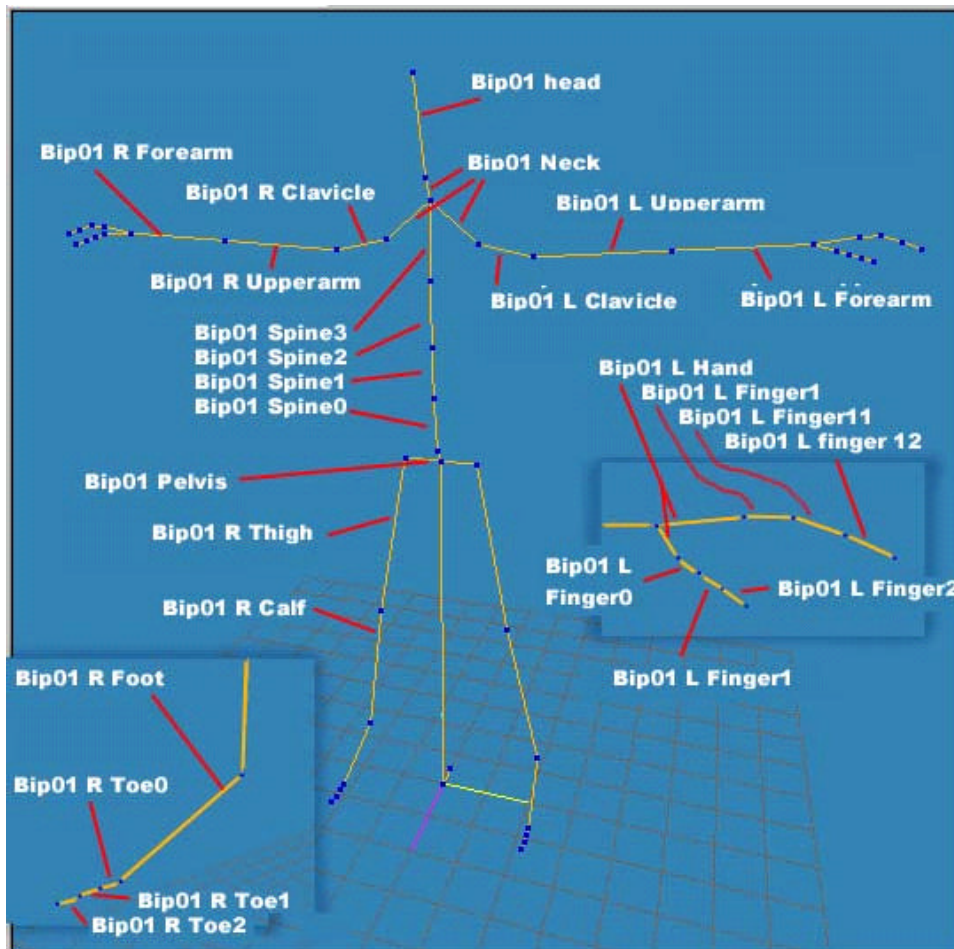 Bip01 head
Bip01 R Forearm
Bip01 Neck
Bip01 R Clavicle
Bip01 L Upperarm
Bip01 R Upperarm
Bip01 L Clavicle
Bip01 L Forearm
Bip01 Spine3
Bip01 Spine2
Bip01 Spine1
Bip01 Spine0
Bip01 L Hand
Bip01 L Finger1
Bip01 L Finger11
Bip01 L finger 12
Bip01 Pelvis
Bip01 R Thigh
Bip01 L
Finger0
Bip01 L Finger2
Bip01 R Calf
Bip01 L Finger1
Bip01 R Foot
Bip01 R Toe0
Bip01 R Toe1
Bip01 R Toe2